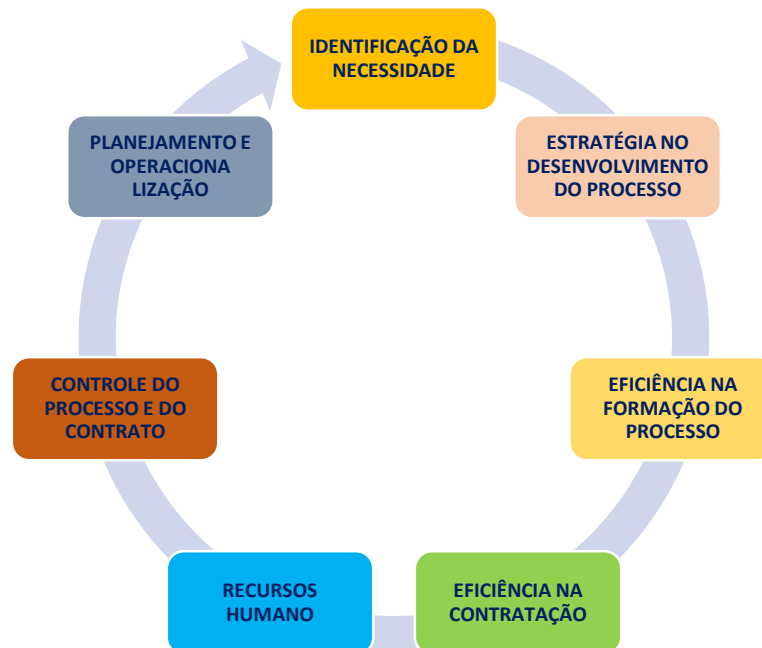 IDENTIFICAÇÃO DA
NECESSIDADE
ESTRATÉGIA NO
DESENVOLVIMENTO
DO PROCESSO
EFICIÊNCIA NA
FORMAÇÃO DO
PROCESSO
EFICIÊNCIA NA
CONTRATAÇÃO
RECURSOS
HUMANO
CONTROLE DO
PROCESSO E DO
CONTRATO
PLANEJAMENTO E
OPERACIONA
LIZAÇÃO